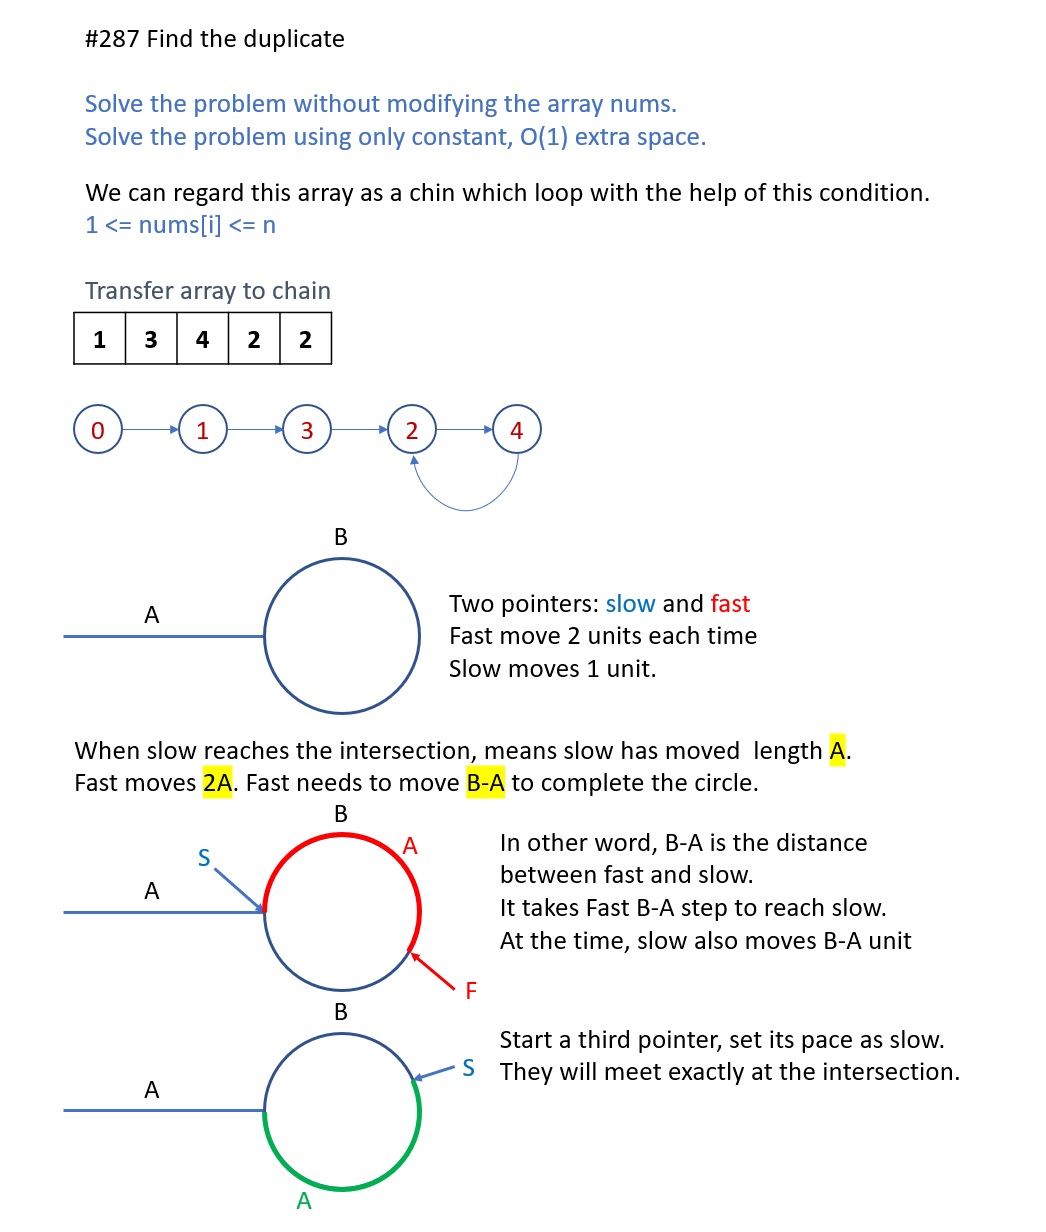 #287 Find the duplicate
Solve the problem without modifying the array nums.
Solve the problem using only constant, O(1) extra space.
We can regard this array as a chin which loop with the help of this condition.
1 <= nums[i] <= n
Transfer array to chain
1 3 4 2 2
0 1 3 2 4
B
A
Two pointers: slow and fast
Fast move 2 units each time
Slow moves 1 unit.
When slow reaches the intersection, means slow has moved length A.
Fast moves 2A. Fast needs to move B-A to complete the circle.
B
A
S
A
F
In other word, B-A is the distance
between fast and slow.
It takes Fast B-A step to reach slow.
At the time, slow also moves B-A unit
B
S
A
A
Start a third pointer, set its pace as slow.
They will meet exactly at the intersection.